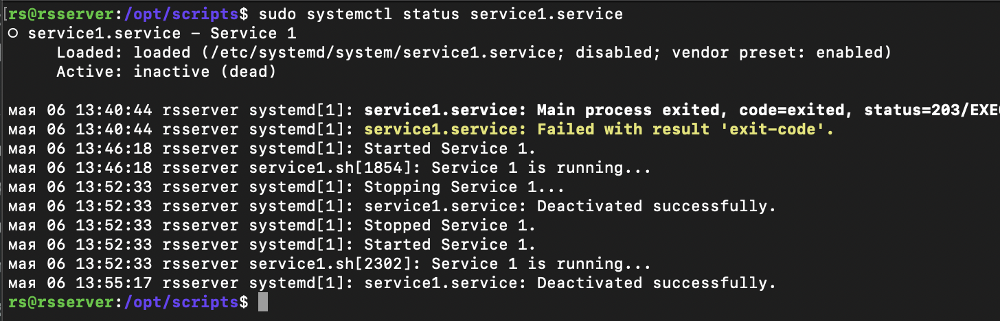 rs@rsserver:/opt/scripts$ sudo systemctl status service1.service
○ service1.service – Service 1
Loaded: loaded (/etc/systemd/system/service1.service; disabled; vendor preset: enabled)
Active: inactive (dead)
мая 06 13:40:44 rsserver systemd[1]: service1.service: Main process exited, code=exited, status=203/EXE
мая 06 13:40:44 rsserver systemd[1]: service1.service: Failed with result 'exit-code'.
мая 06 13:46:18 rsserver systemd[1]: Started Service 1.
мая 06 13:46:18 rsserver service1.sh[1854]: Service 1 is running...
мая 06 13:52:33 rsserver systemd[1]: Stopping Service 1...
мая 06 13:52:33 rsserver systemd[1]: service1.service: Deactivated successfully.
мая 06 13:52:33 rsserver systemd[1]: Stopped Service 1.
мая 06 13:52:33 rsserver systemd[1]: Started Service 1.
мая 06 13:52:33 rsserver service1.sh[2302]: Service 1 is running...
мая 06 13:55:17 rsserver systemd[1]: service1.service: Deactivated successfully.
rs@rsserver:/opt/scripts$